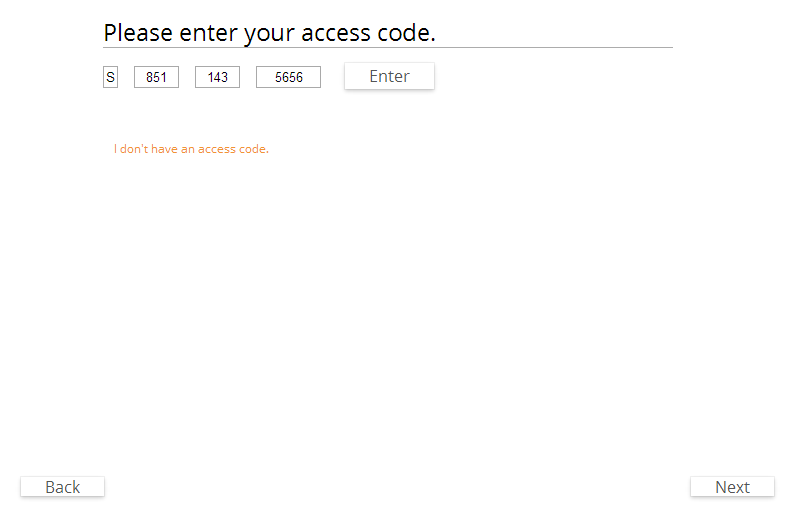 Please enter your access code.
S 851 143 5656 Enter
I don't have an access code.
Back Next